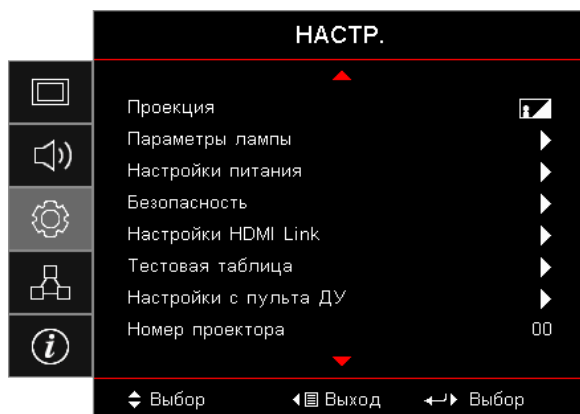 НАСТР.
Проекция
Параметры лампы
Настройки питания
Безопасность
Настройки HDMI Link
Тестовая таблица
Настройки с пульта ДУ
Номер проектора 00
Выбор Выход Выбор